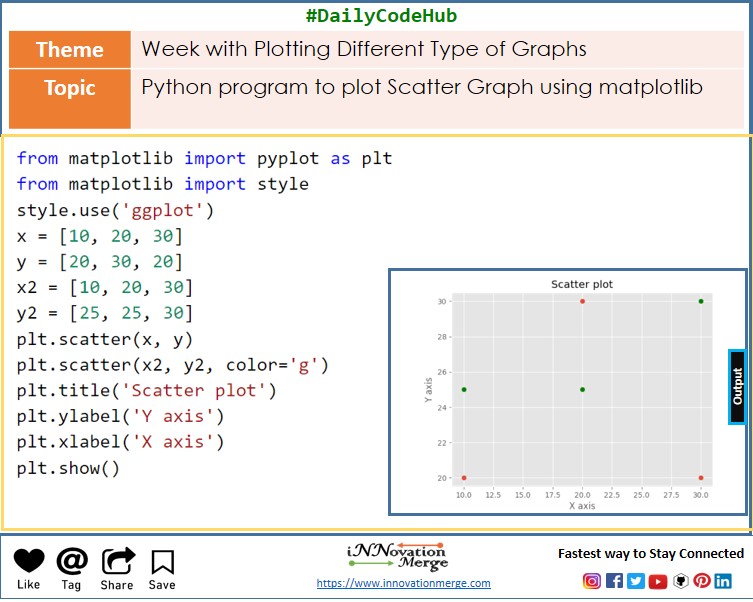 #DailyCodeHub
Theme
Week with Plotting Different Type of Graphs
Topic
Python program to plot Scatter Graph using matplotlib
from matplotlib import pyplot as plt
from matplotlib import style
style.use('ggplot')
x = [10, 20, 30]
y = [20, 30, 20]
x2 = [10, 20, 30]
y2 = [25, 25, 30]
plt.scatter(x, y)
plt.scatter(x2, y2, color='g')
plt.title('Scatter plot')
plt.ylabel('Y axis')
plt.xlabel('X axis')
plt.show()
Scatter plot
30
28
26
24
22
20
Y axis
10.0 12.5 15.0 17.5 20.0 22.5 25.0 27.5 30.0
X axis
Output
Like
Tag
Share
Save
iNNovation
Merge
https://www.innovationmerge.com
Fastest way to Stay Connected